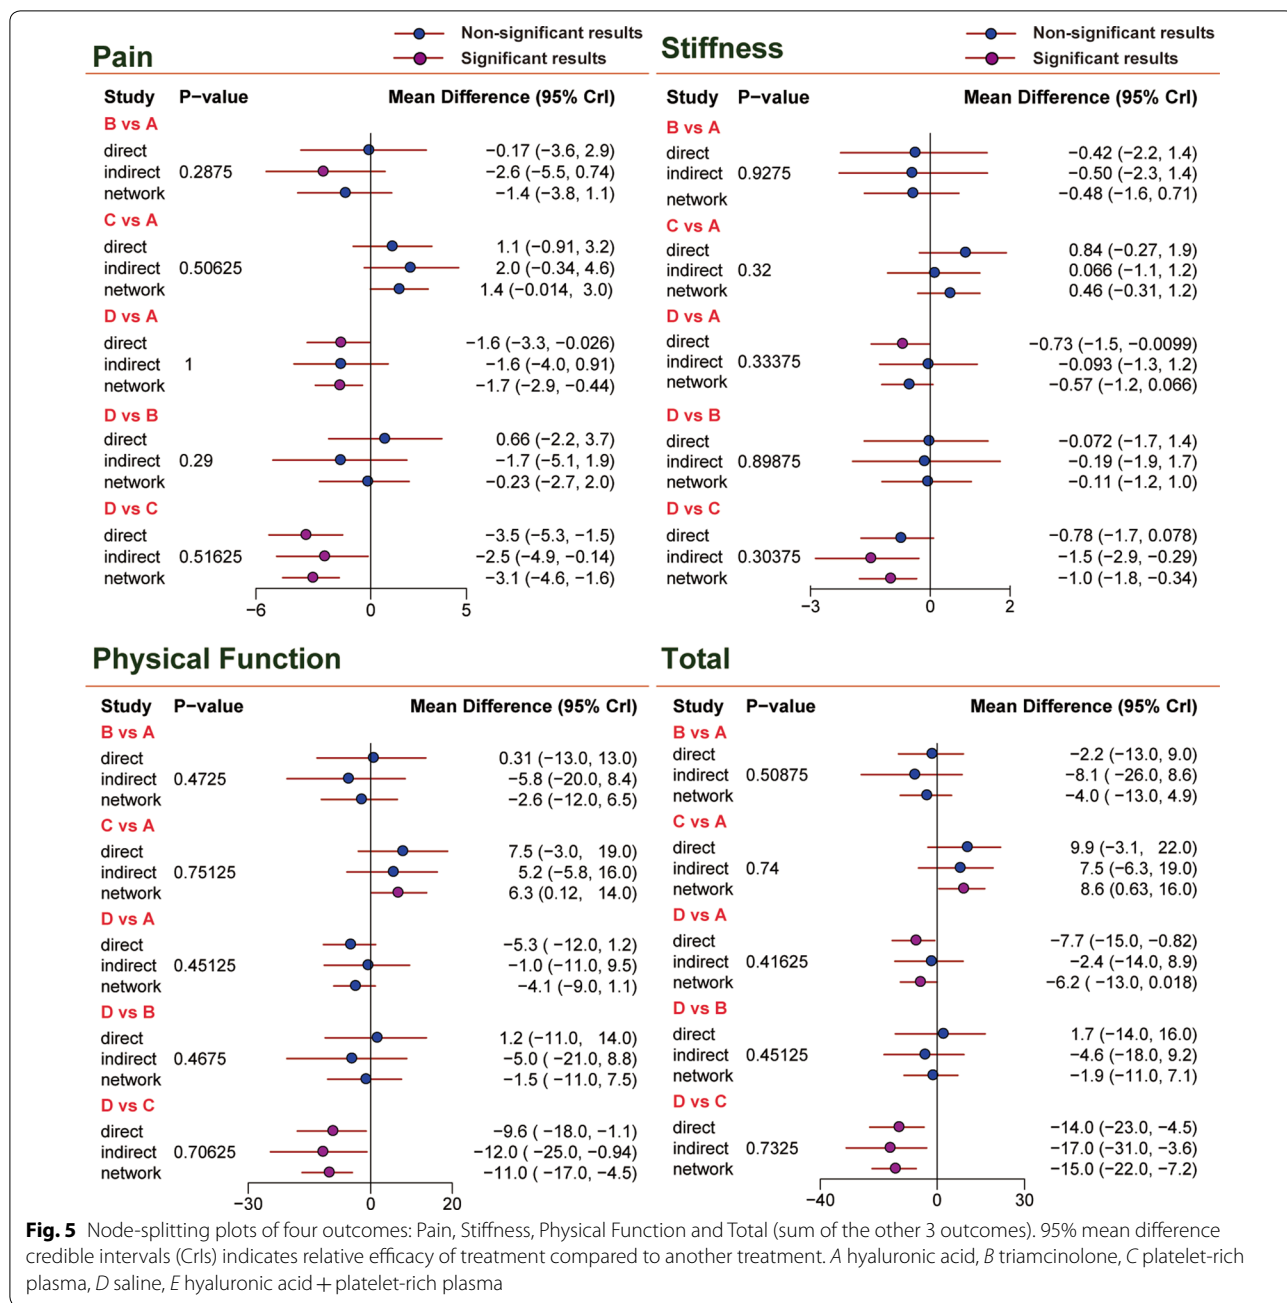 Non-significant results
Significant results
Pain
Study P-value Mean Difference (95% Crl)
B vs A
direct −0.17 (−3.6, 2.9)
indirect 0.2875 −2.6 (−5.5, 0.74)
network −1.4 (−3.8, 1.1)
C vs A
direct 1.1 (−0.91, 3.2)
indirect 0.50625 2.0 (−0.34, 4.6)
network 1.4 (−0.014, 3.0)
D vs A
direct −1.6 (−3.3, −0.026)
indirect 1 −1.6 (−4.0, 0.91)
network −1.7 (−2.9, −0.44)
D vs B
direct 0.66 (−2.2, 3.7)
indirect 0.29 −1.7 (−5.1, 1.9)
network −0.23 (−2.7, 2.0)
D vs C
direct −3.5 (−5.3, −1.5)
indirect 0.51625 −2.5 (−4.9, −0.14)
network −3.1 (−4.6, −1.6)
−6 0 5
Non-significant results
Significant results
Stiffness
Study P-value Mean Difference (95% Crl)
B vs A
direct −0.42 (−2.2, 1.4)
indirect 0.9275 −0.50 (−2.3, 1.4)
network −0.48 (−1.6, 0.71)
C vs A
direct 0.84 (−0.27, 1.9)
indirect 0.32 0.066 (−1.1, 1.2)
network 0.46 (−0.31, 1.2)
D vs A
direct −0.73 (−1.5, −0.0099)
indirect 0.33375 −0.093 (−1.3, 1.2)
network −0.57 (−1.2, 0.066)
D vs B
direct −0.072 (−1.7, 1.4)
indirect 0.89875 −0.19 (−1.9, 1.7)
network −0.11 (−1.2, 1.0)
D vs C
direct −0.78 (−1.7, 0.078)
indirect 0.30375 −1.5 (−2.9, −0.29)
network −1.0 (−1.8, −0.34)
−3 0 2
Physical Function
Study P-value Mean Difference (95% Crl)
B vs A
direct 0.31 (−13.0, 13.0)
indirect 0.4725 −5.8 (−20.0, 8.4)
network −2.6 (−12.0, 6.5)
C vs A
direct 7.5 (−3.0, 19.0)
indirect 0.75125 5.2 (−5.8, 16.0)
network 6.3 (0.12, 14.0)
D vs A
direct −5.3 ( −12.0, 1.2)
indirect 0.45125 −1.0 (−11.0, 9.5)
network −4.1 (−9.0, 1.1)
D vs B
direct 1.2 (−11.0, 14.0)
indirect 0.4675 −5.0 ( −21.0, 8.8)
network −1.5 ( −11.0, 7.5)
D vs C
direct −9.6 ( −18.0, −1.1)
indirect 0.70625 −12.0 ( −25.0, −0.94)
network −11.0 ( −17.0, −4.5)
−30 0 20
Total
Study P-value Mean Difference (95% Crl)
B vs A
direct −2.2 (−13.0, 9.0)
indirect 0.50875 −8.1 ( −26.0, 8.6)
network −4.0 ( −13.0, 4.9)
C vs A
direct 9.9 (−3.1, 22.0)
indirect 0.74 7.5 (−6.3, 19.0)
network 8.6 (0.63, 16.0)
D vs A
direct −7.7 (−15.0, −0.82)
indirect 0.41625 −2.4 (−14.0, 8.9)
network −6.2 ( −13.0, 0.018)
D vs B
direct 1.7 (−14.0, 16.0)
indirect 0.45125 −4.6 (−18.0, 9.2)
network −1.9 (−11.0, 7.1)
D vs C
direct −14.0 (−23.0, −4.5)
indirect 0.7325 −17.0 (−31.0, −3.6)
network −15.0 (−22.0, −7.2)
−40 0 30
Fig. 5 Node-splitting plots of four outcomes: Pain, Stiffness, Physical Function and Total (sum of the other 3 outcomes). 95% mean difference
credible intervals (CrIs) indicates relative efficacy of treatment compared to another treatment. A hyaluronic acid, B triamcinolone, C platelet-rich
plasma, D saline, E hyaluronic acid + platelet-rich plasma